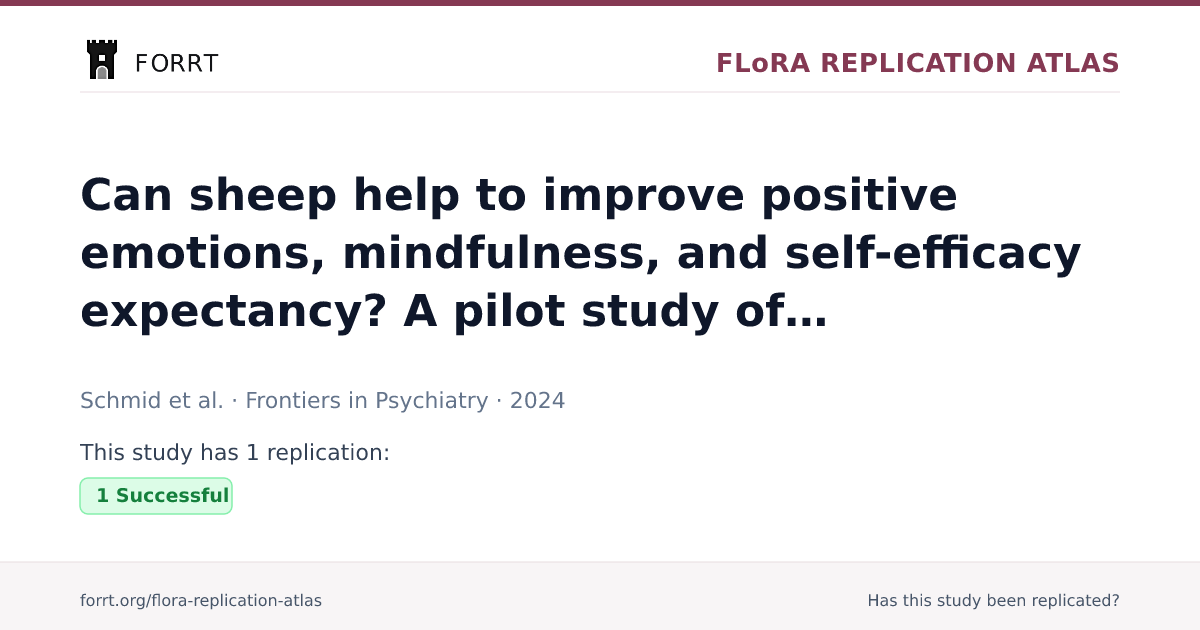 FORRT
FLoRA REPLICATION ATLAS
Can sheep help to improve positive
emotions, mindfulness, and self-efficacy
expectancy? A pilot study of…
Schmid et al. · Frontiers in Psychiatry · 2024
This study has 1 replication:
1 Successful
forrt.org/flora-replication-atlas
Has this study been replicated?